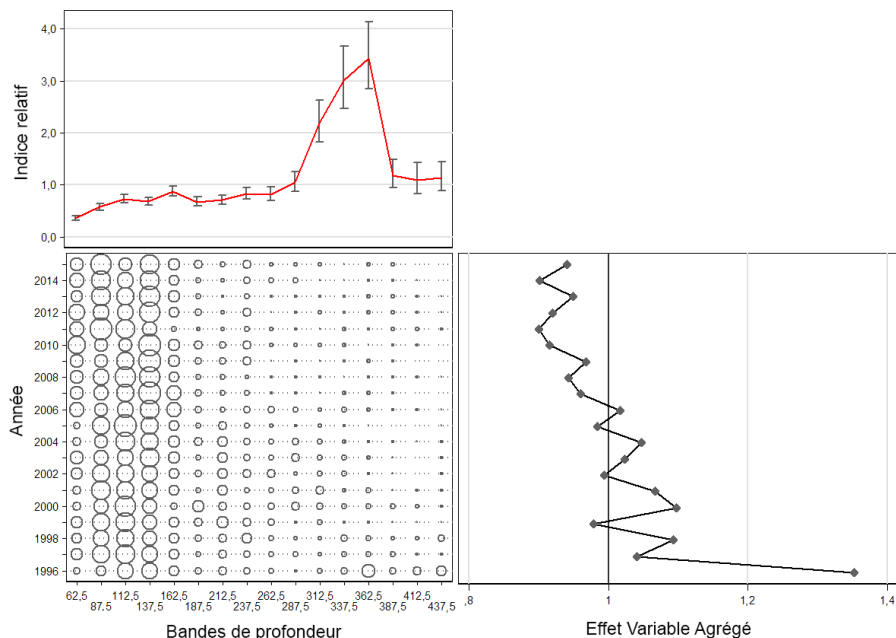 Indice relatif
4,0
3,0
2,0
1,0
0,0
Année
2014
2012
2010
2008
2006
2004
2002
2000
1998
1996
62,5 112,5 162,5 212,5 262,5 312,5 362,5 412,5
87,5 137,5 187,5 237,5 287,5 337,5 387,5 437,5
Bandes de profondeur
,8 1 1,2 1,4
Effet Variable Agrégé